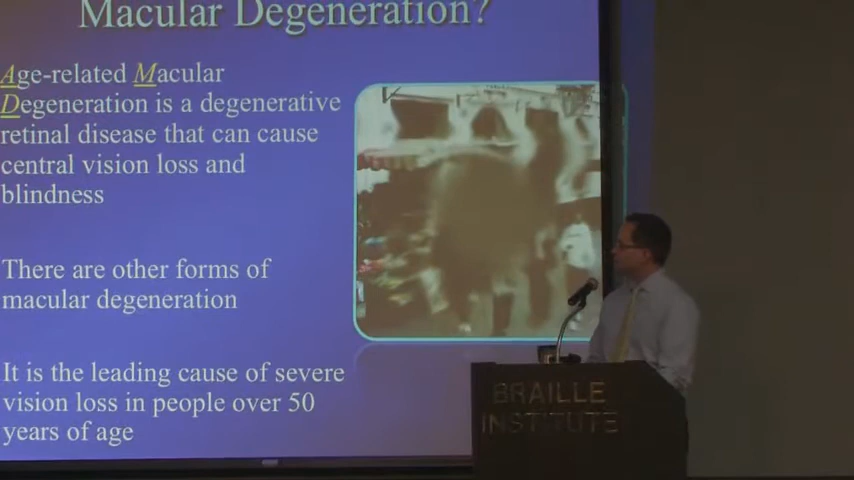 Macular Degeneration?
Age-related Macular
Degeneration is a degenerative
retinal disease that can cause
central vision loss and
blindness
There are other forms of
macular degeneration
It is the leading cause of severe
vision loss in people over 50
years of age
BRAILLE
INSTITUTE